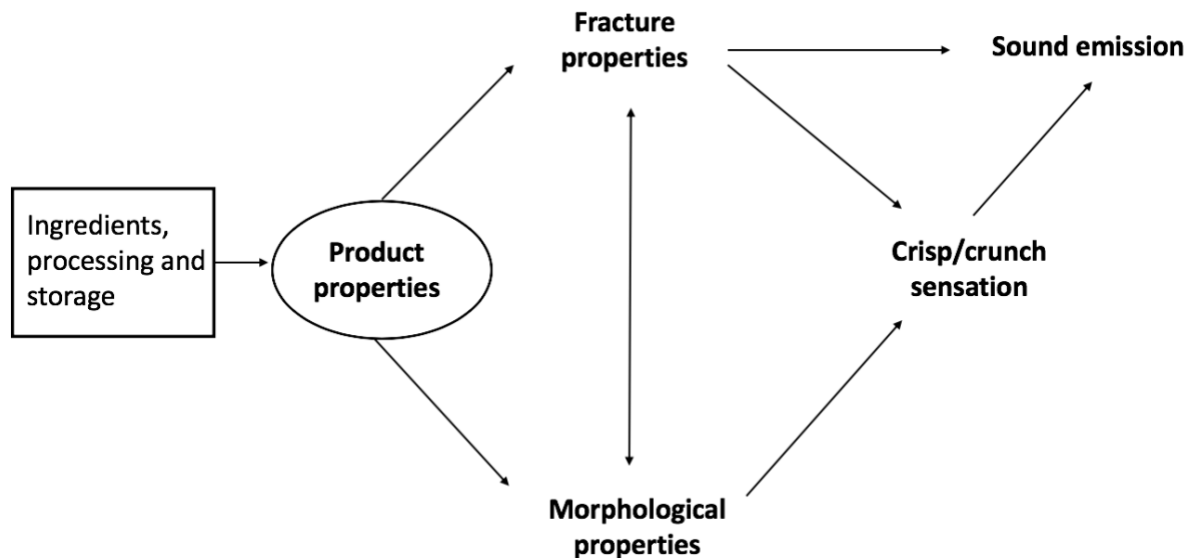 Fracture
properties
Sound emission
Ingredients,
processing and
storage
Product
properties
Crisp/crunch
sensation
Morphological
properties